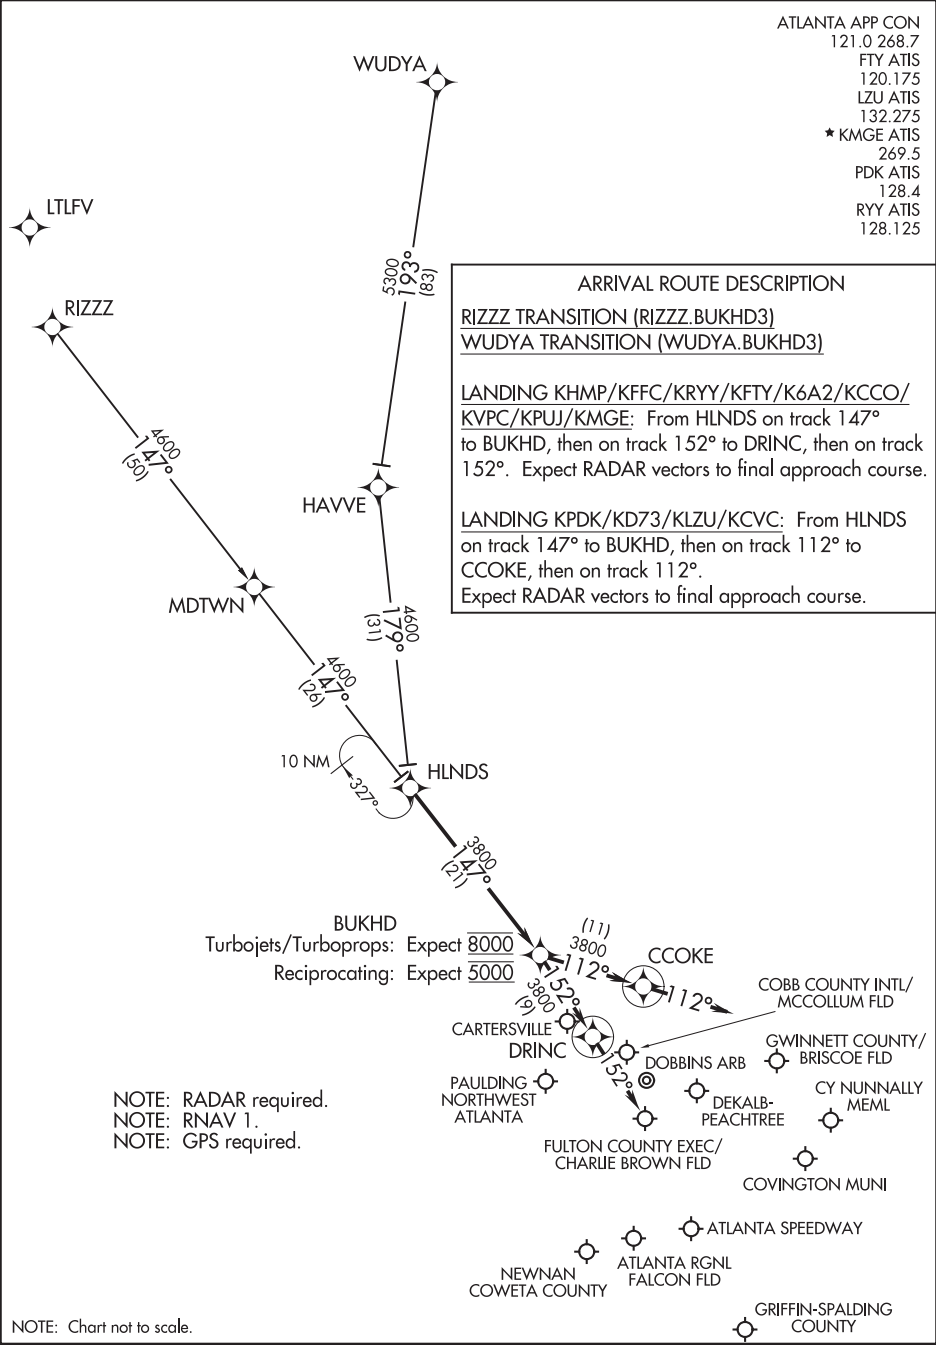 ATLANTA APP CON
121.0 268.7
FTY ATIS
120.175
LZU ATIS
132.275
★ KMGE ATIS
269.5
PDK ATIS
128.4
RYY ATIS
128.125
WUDYA
LTLFV
RIZZZ
5300
193°
(83)
ARRIVAL ROUTE DESCRIPTION
RIZZZ TRANSITION (RIZZZ.BUKHD3)
WUDYA TRANSITION (WUDYA.BUKHD3)
LANDING KHMP/KFFC/KRYY/KFTY/K6A2/KCCO/
KVPC/KPUJ/KMGE: From HLNDS on track 147°
to BUKHD, then on track 152° to DRINC, then on track
152°. Expect RADAR vectors to final approach course.
LANDING KPDK/KD73/KLZU/KCVC: From HLNDS
on track 147° to BUKHD, then on track 112° to
CCOKE, then on track 112°.
Expect RADAR vectors to final approach course.
4600
147°
(50)
HAVVE
MDTWN
4600
179°
(31)
4600
147°
(26)
10 NM
327°
HLNDS
3800
147°
(21)
BUKHD
Turbojets/Turboprops: Expect 8000
Reciprocating: Expect 5000
(11)
3800
112°
CCOKE
112°
152°
3800
(9)
CARTERSVILLE
DRINC
152°
COBB COUNTY INTL/
MCCOLLUM FLD
DOBBINS ARB
GWINNETT COUNTY/
BRISCOE FLD
PAULDING
NORTHWEST
ATLANTA
DEKALB-
PEACHTREE
CY NUNNALLY
MEML
NOTE: RADAR required.
NOTE: RNAV 1.
NOTE: GPS required.
FULTON COUNTY EXEC/
CHARLIE BROWN FLD
COVINGTON MUNI
ATLANTA SPEEDWAY
NEWNAN
COWETA COUNTY
ATLANTA RGNL
FALCON FLD
GRIFFIN-SPALDING
COUNTY
NOTE: Chart not to scale.